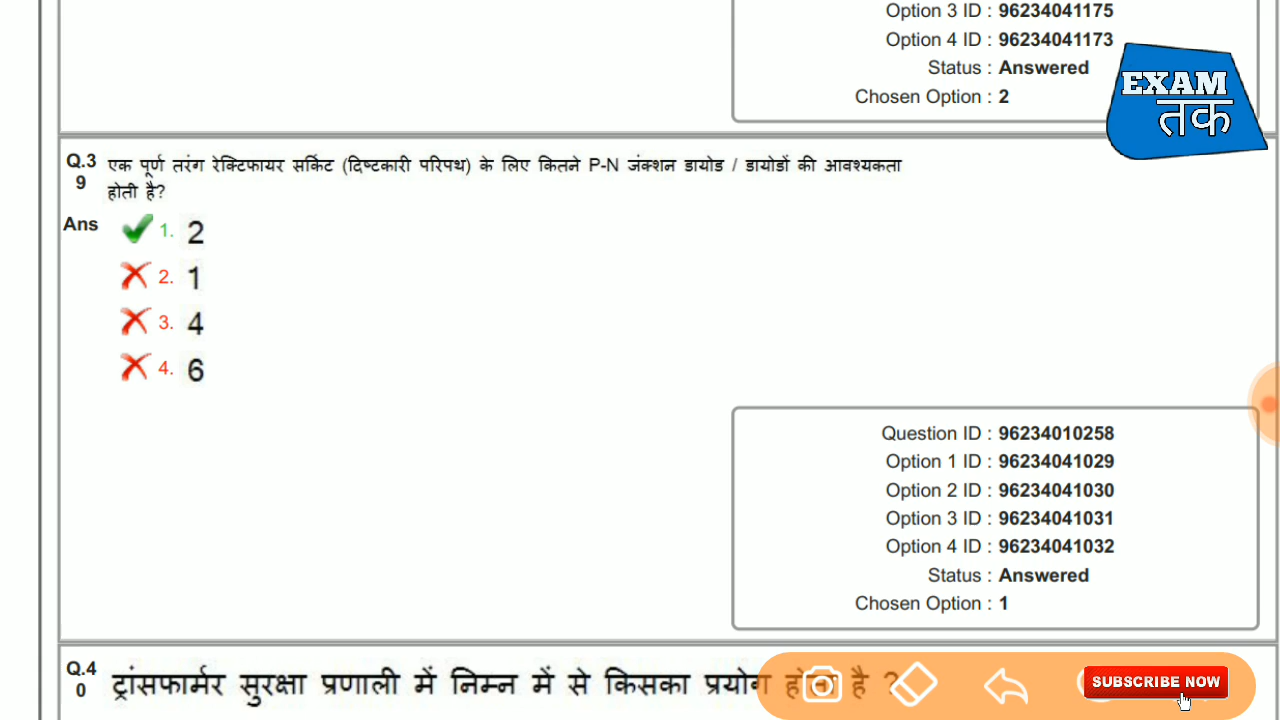 Option 3 ID : 96234041175
Option 4 ID : 96234041173
Status : Answered
Chosen Option : 2
EXAM
तक
Q.3
9
एक पूर्ण तरंग रेक्टिफायर सर्किट (दिष्टकारी परिपथ) के लिए कितने P-N जंक्शन डायोड / डायोडों की आवश्यकता
होती है?
Ans
1. 2
2. 1
3. 4
4. 6
Question ID : 96234010258
Option 1 ID : 96234041029
Option 2 ID : 96234041030
Option 3 ID : 96234041031
Option 4 ID : 96234041032
Status : Answered
Chosen Option : 1
Q.4
0
ट्रांसफार्मर सुरक्षा प्रणाली में निम्न में से किसका प्रयोग होता है ?
SUBSCRIBE NOW